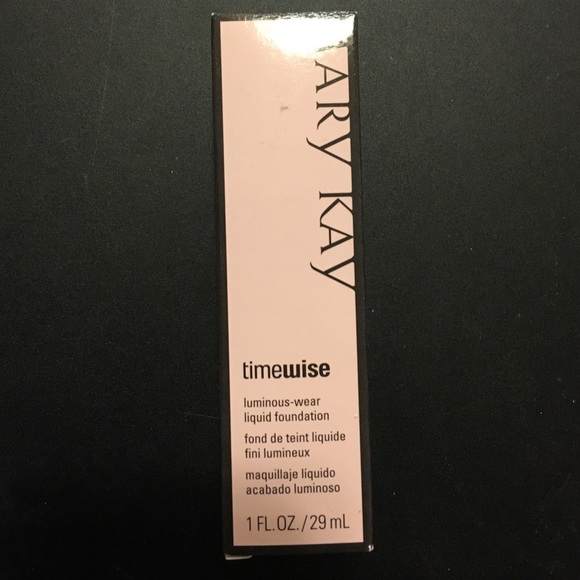 ARY KAY
timewise
luminous-wear
liquid foundation
fond de teint liquide
fini lumineux
maquillaje líquido
acabado luminoso
1 FL.OZ./29 mL